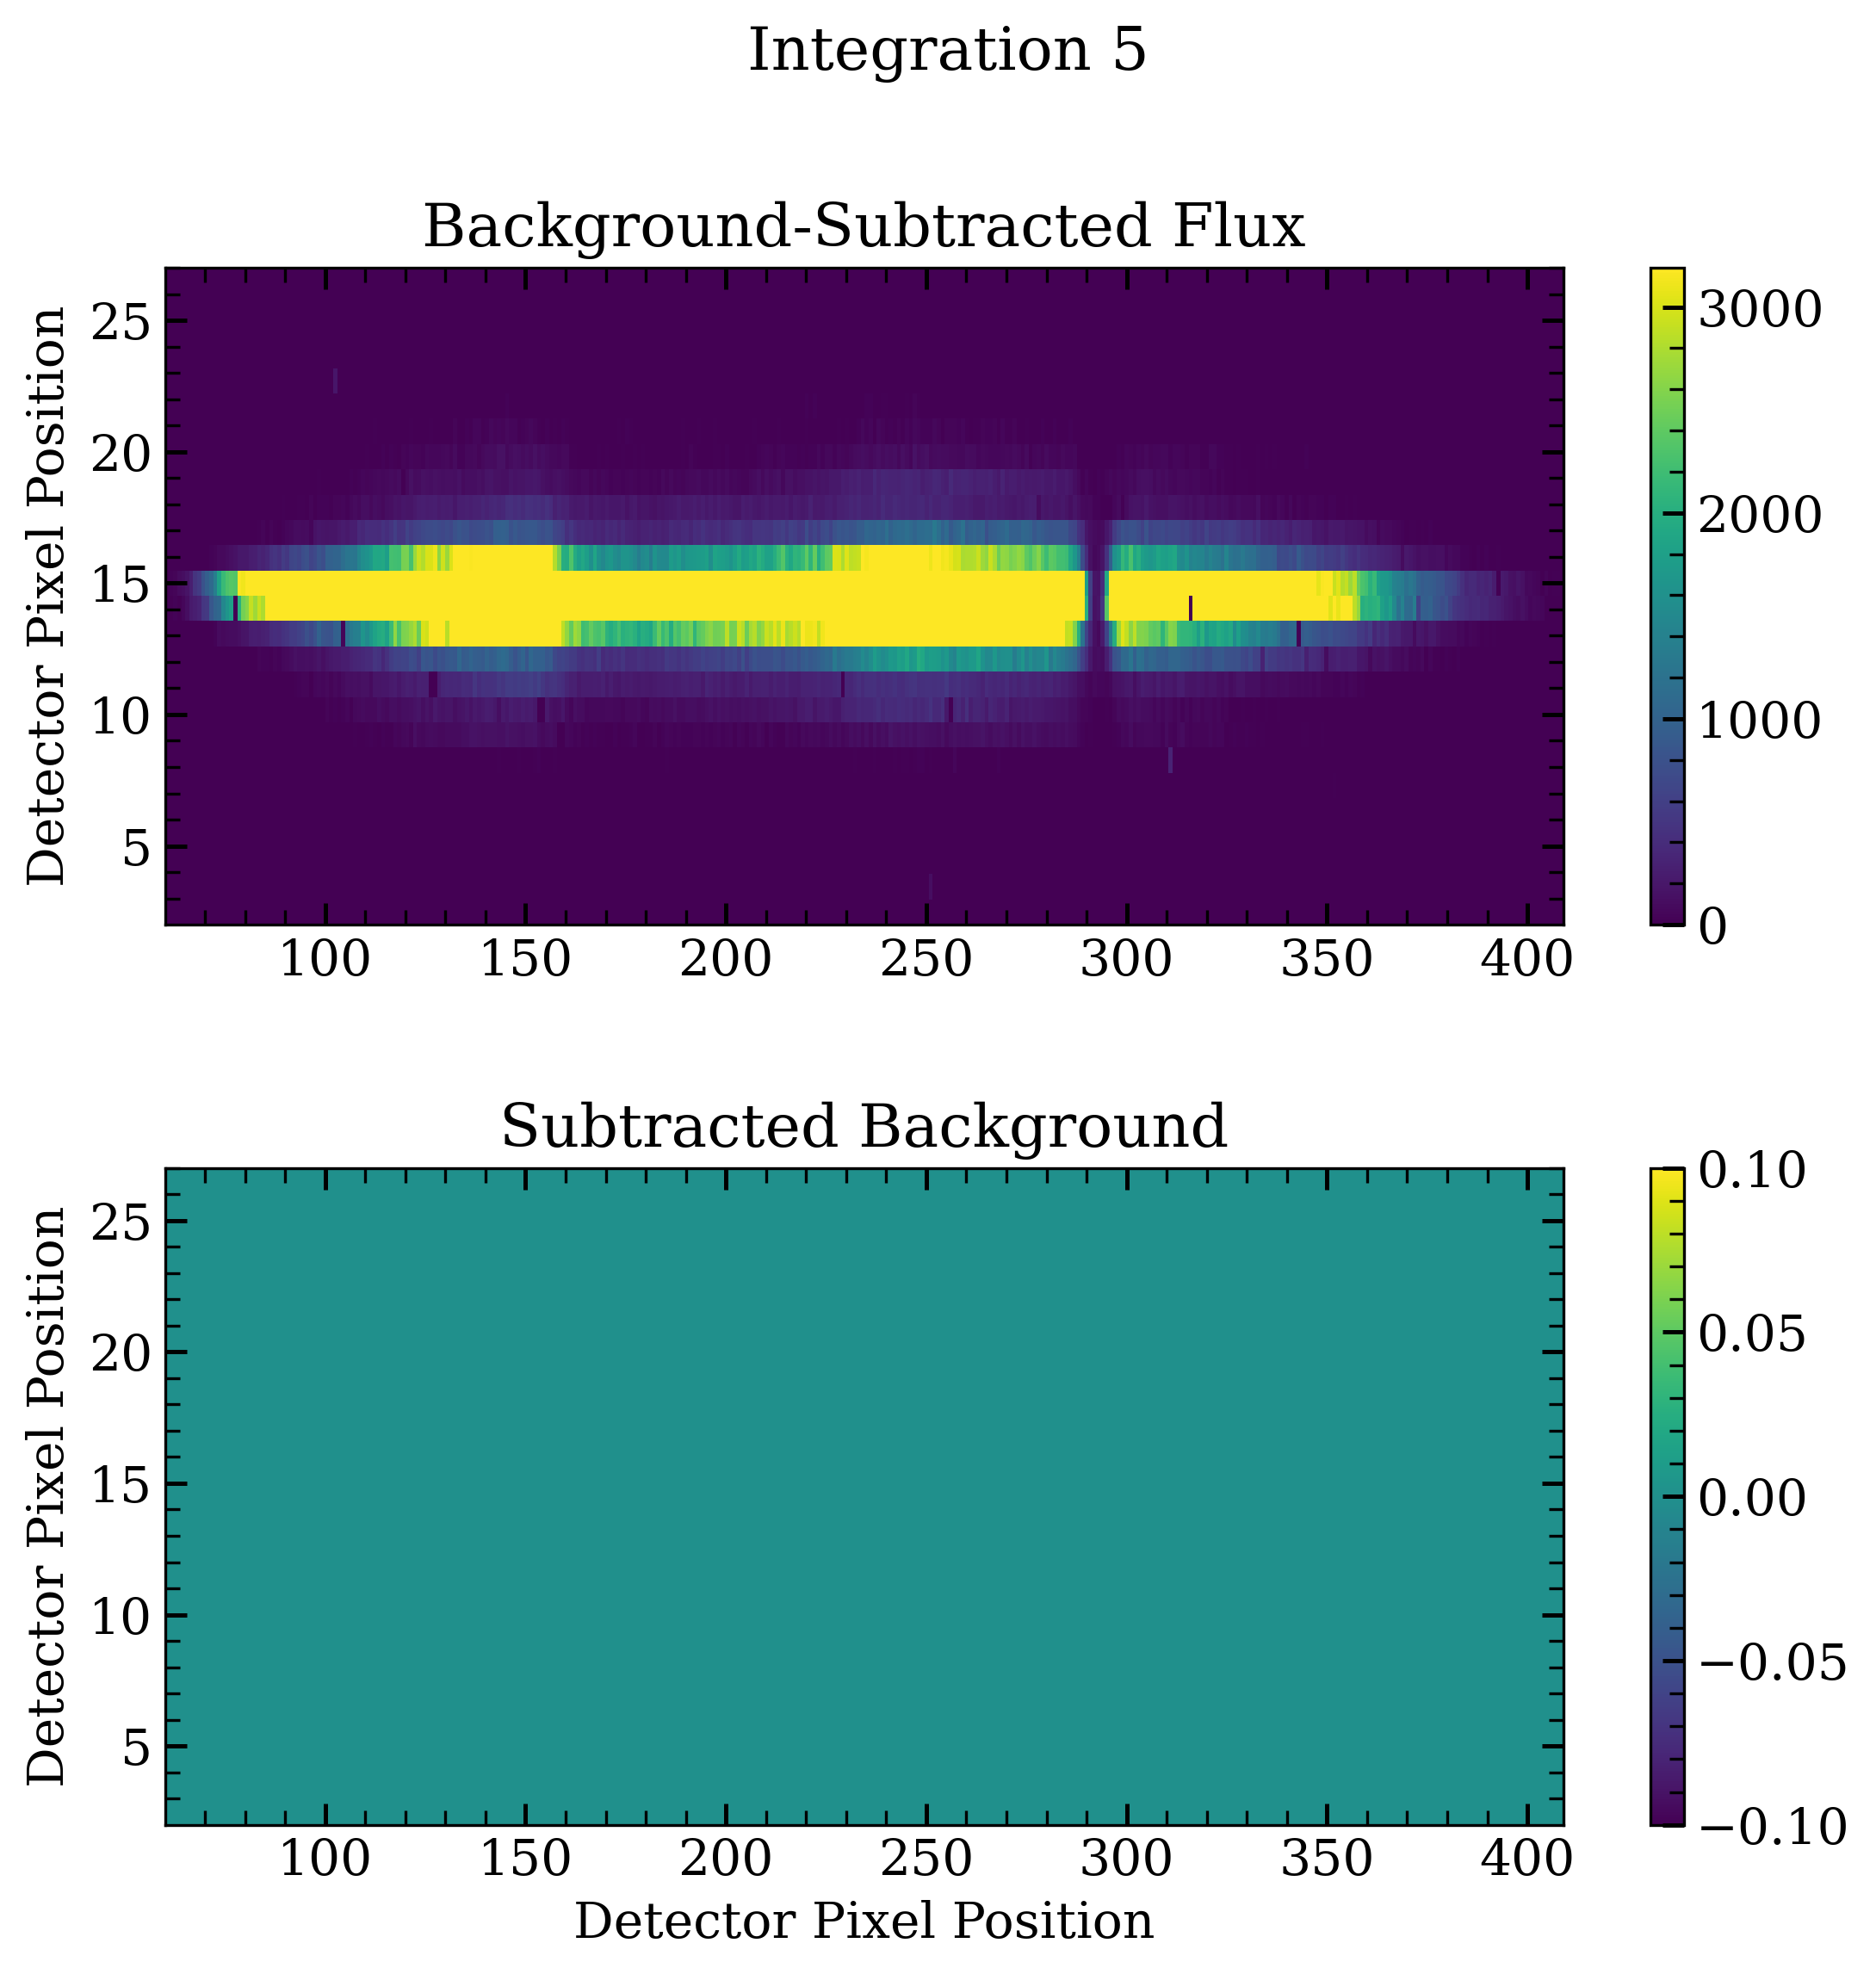 Integration 5
Background-Subtracted Flux
Detector Pixel Position
25
20
15
10
5
100 150 200 250 300 350 400
3000
2000
1000
0
Subtracted Background
Detector Pixel Position
25
20
15
10
5
100 150 200 250 300 350 400
Detector Pixel Position
0.10
0.05
0.00
−0.05
−0.10